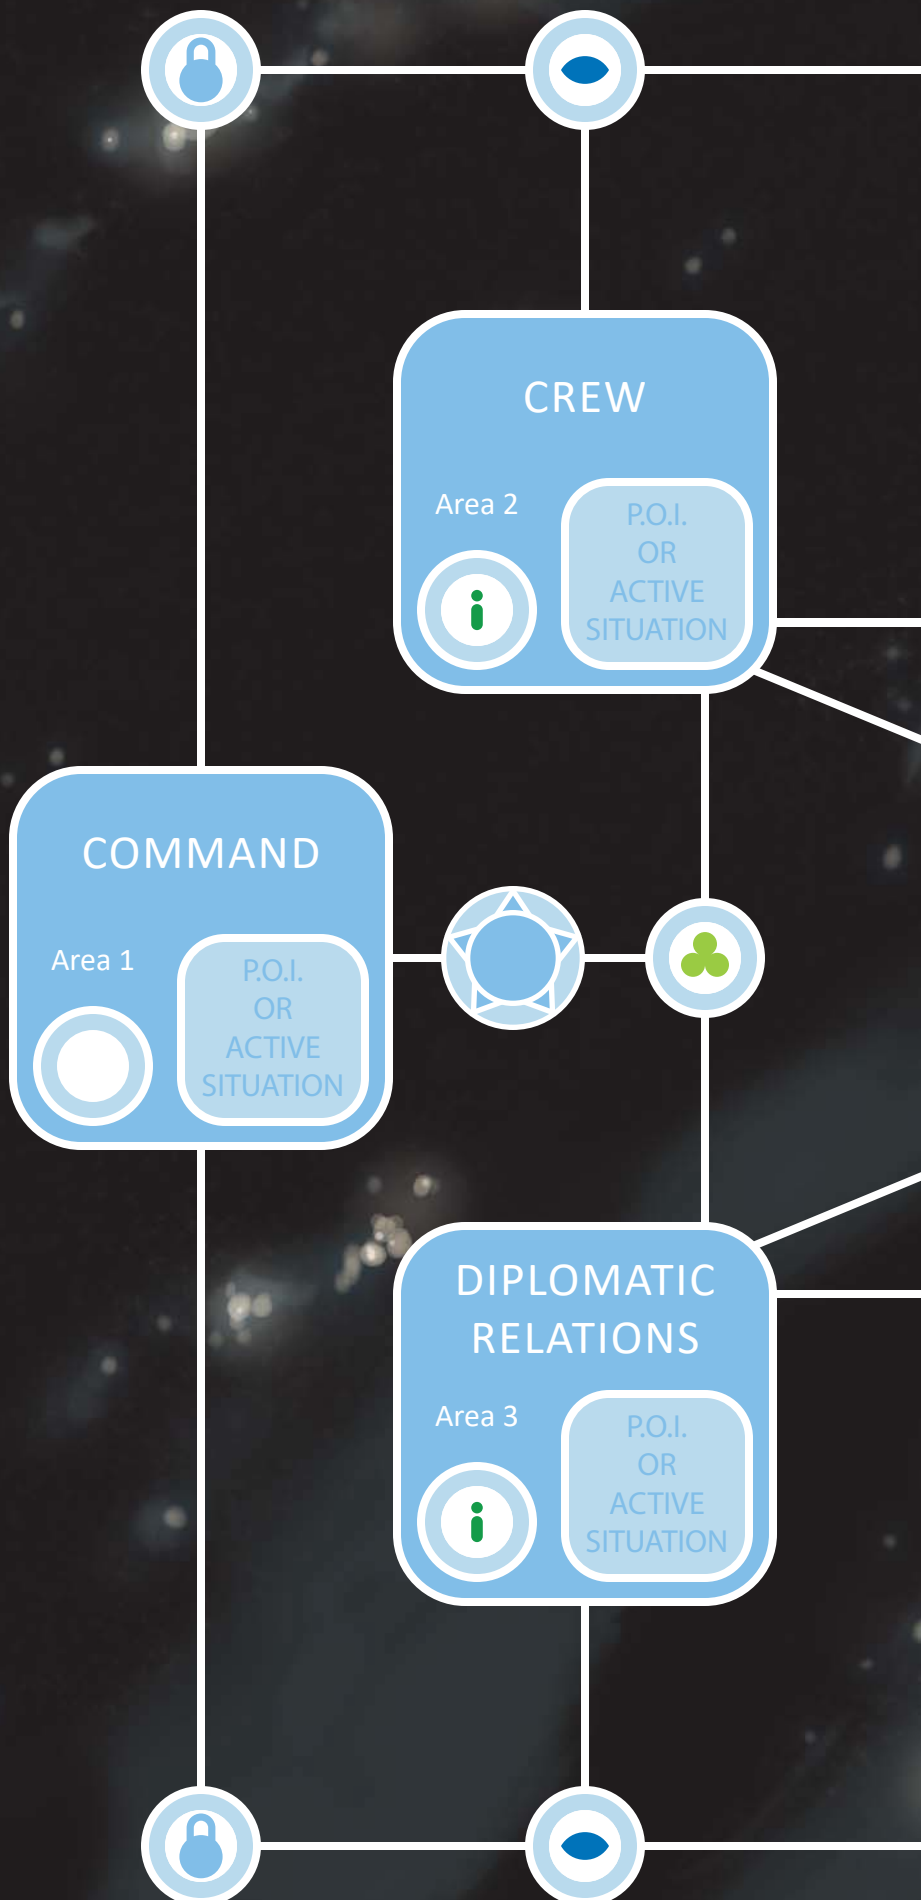 CREW
Area 2
P.O.I.
OR
ACTIVE
SITUATION
i
COMMAND
Area 1
P.O.I.
OR
ACTIVE
SITUATION
DIPLOMATIC
RELATIONS
Area 3
P.O.I.
OR
ACTIVE
SITUATION
i